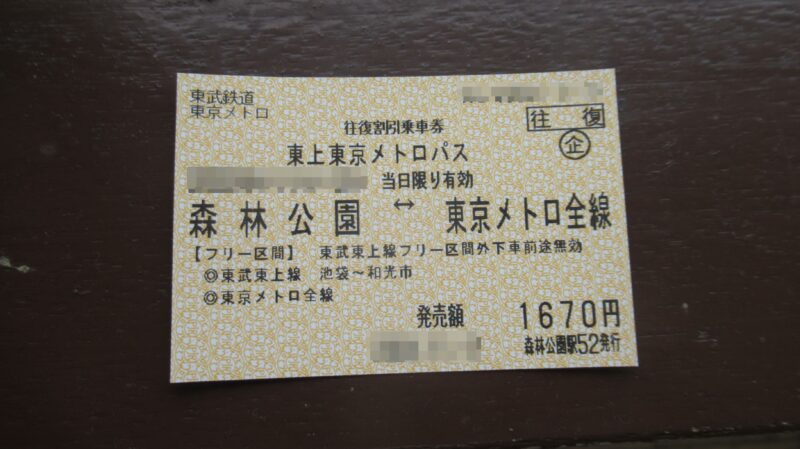 東武鉄道
東京メトロ
往復
企
往復割引乗車券
東上東京メトロパス
当日限り有効
森林公園 ↔ 東京メトロ全線
【フリー区間】 東武東上線フリー区間外下車前途無効
◎東武東上線 池袋～和光市
◎東京メトロ全線
発売額 1670円
森林公園駅52発行